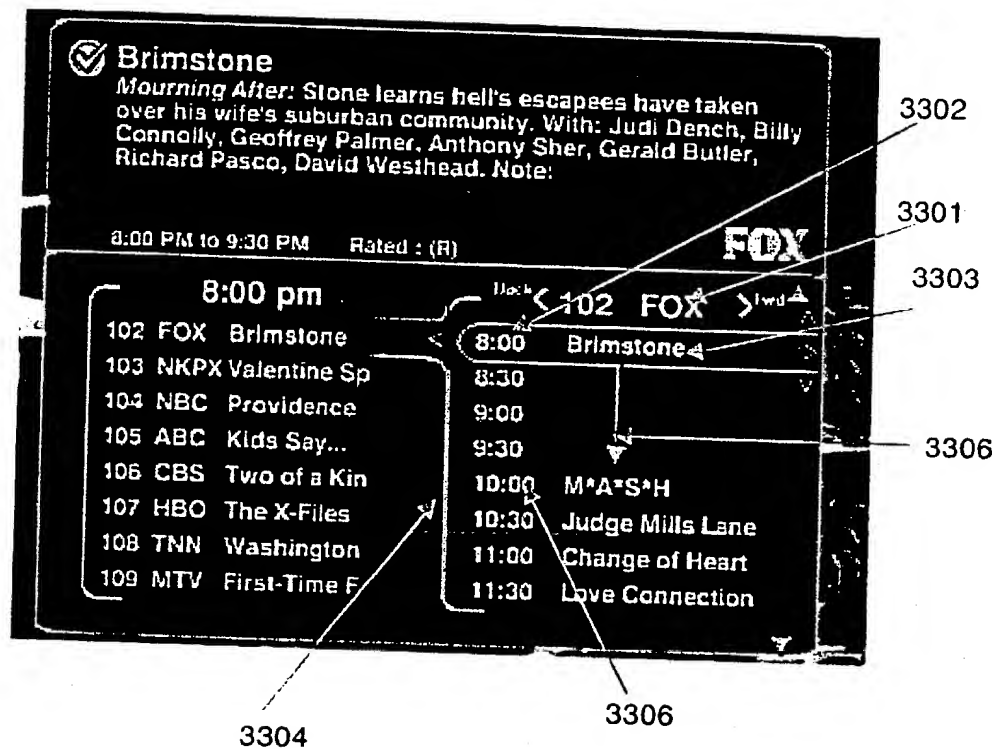 Brimstone
Mourning After: Stone learns hell's escapees have taken
over his wife's suburban community. With: Judi Dench, Billy
Connolly, Geoffrey Palmer, Anthony Sher, Gerald Butler,
Richard Pasco, David Westhead. Note:
8:00 PM to 9:30 PM Rated : (R)
FOX
8:00 pm
102 FOX Brimstone
103 NKPX Valentine Sp
104 NBC Providence
105 ABC Kids Say...
106 CBS Two of a Kin
107 HBO The X-Files
108 TNN Washington
109 MTV First-Time F
Back < 102 FOX > Fwd
8:00 Brimstone
8:30
9:00
9:30
10:00 M*A*S*H
10:30 Judge Mills Lane
11:00 Change of Heart
11:30 Love Connection
3302
3301
3303
3306
3306
3304